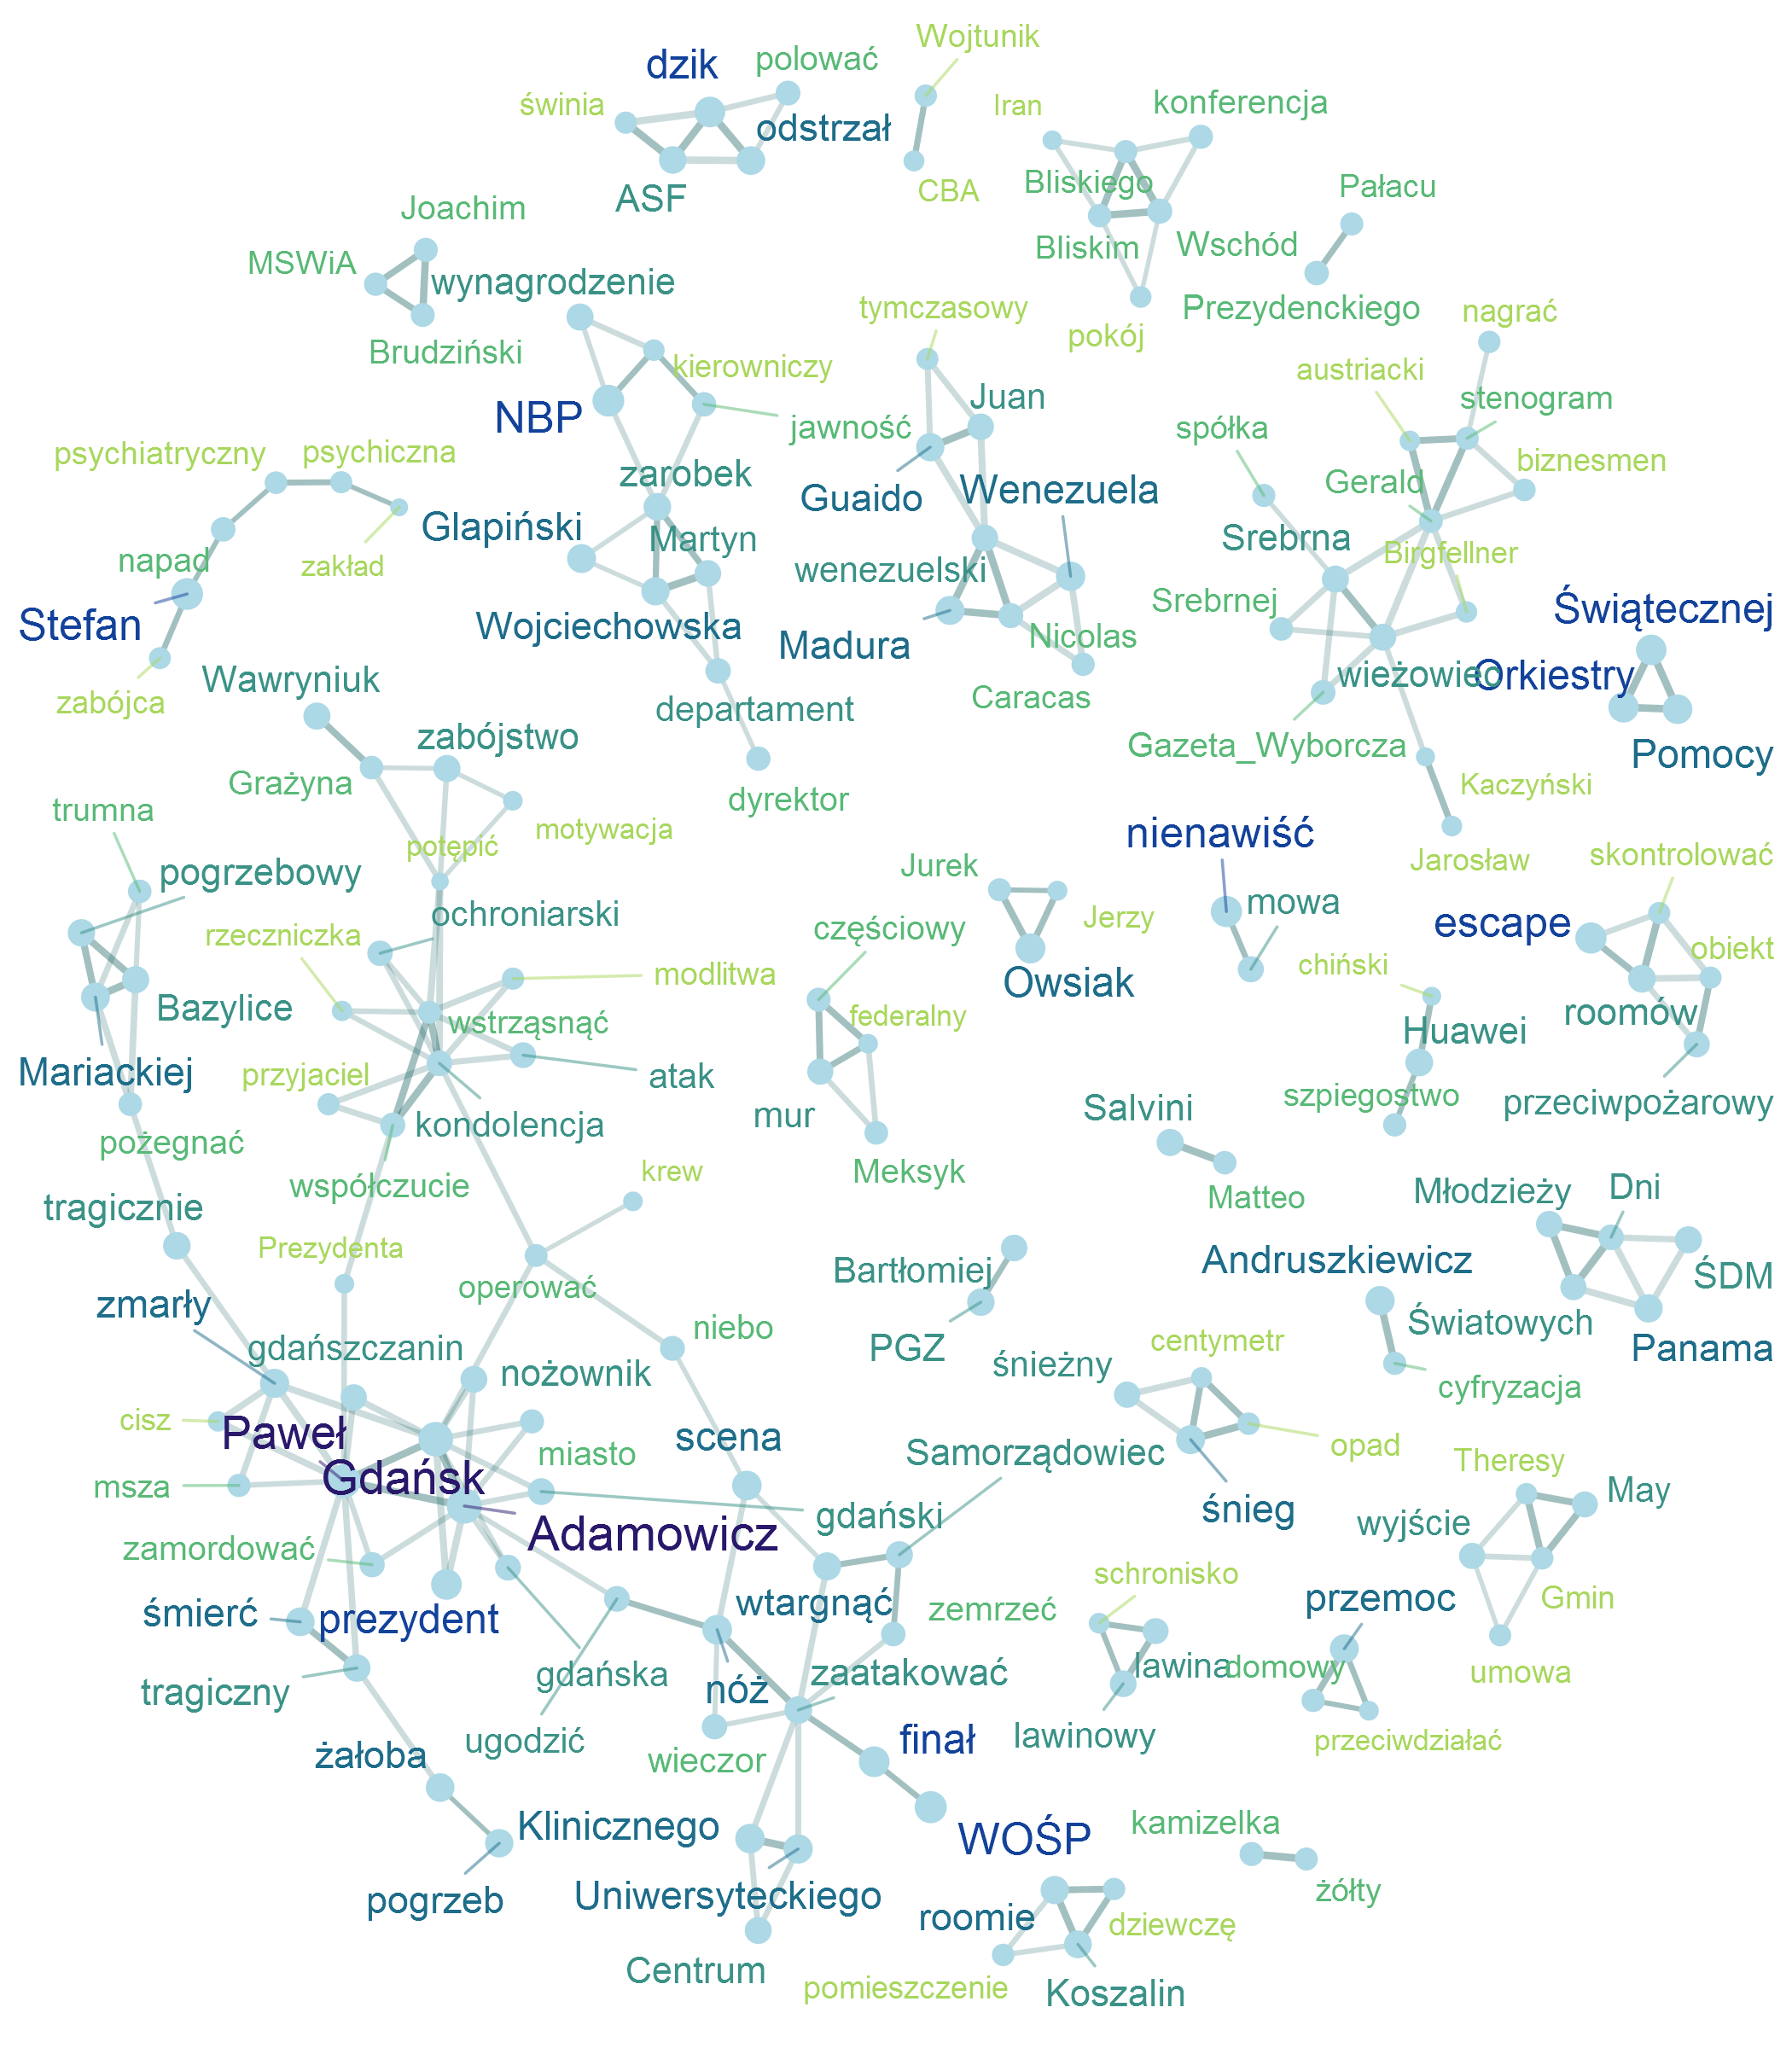 Wojtunik
dzik
polować
świnia
Iran
konferencja
odstrzał
ASF
CBA
Bliskiego
Pałacu
Joachim
Bliskim
Wschód
MSWiA
wynagrodzenie
Prezydenckiego
tymczasowy
pokój
nagrać
Brudziński
kierowniczy
austriacki
NBP
Juan
stenogram
jawność
spółka
psychiatryczny
psychiczna
zarobek
Gerald
biznesmen
Guaido
Wenezuela
Glapiński
Martyn
Srebrna
Birgfellner
napad
zakład
wenezuelski
Srebrnej
Świątecznej
Stefan
Wojciechowska
Madura
Nicolas
Wawryniuk
wieżowiec
Orkiestry
zabójca
departament
Caracas
zabójstwo
Gazeta_Wyborcza
Pomocy
Grażyna
Kaczyński
trumna
dyrektor
motywacja
nienawiść
potępić
Jarosław
skontrolować
pogrzebowy
Jurek
mowa
ochroniarski
Jerzy
escape
rzeczniczka
częściowy
obiekt
modlitwa
Owsiak
chiński
Bazylice
wstrząsnąć
federalny
roomów
Huawei
Mariackiej
przyjaciel
atak
szpiegostwo
przeciwpożarowy
mur
Salvini
kondolencja
pożegnać
krew
Meksyk
współczucie
Matteo
Młodzieży
Dni
tragicznie
Prezydenta
Bartłomiej
Andruszkiewicz
ŚDM
operować
zmarły
niebo
Światowych
gdańszczanin
PGZ
śnieżny
centymetr
Panama
nożownik
cyfryzacja
cisz
Paweł
scena
Samorządowiec
opad
miasto
Gdańsk
Theresy
msza
May
śnieg
gdański
wyjście
Adamowicz
zamordować
schronisko
śmierć
prezydent
wtargnąć
zemrzeć
przemoc
Gmin
gdańska
zaatakować
lawina
domowy
umowa
tragiczny
nóż
ugodzić
finał
lawinowy
przeciwdziałać
żałoba
wieczor
Klinicznego
WOŚP
kamizelka
pogrzeb
Uniwersyteckiego
roomie
dziewczę
żółty
Centrum
pomieszczenie
Koszalin